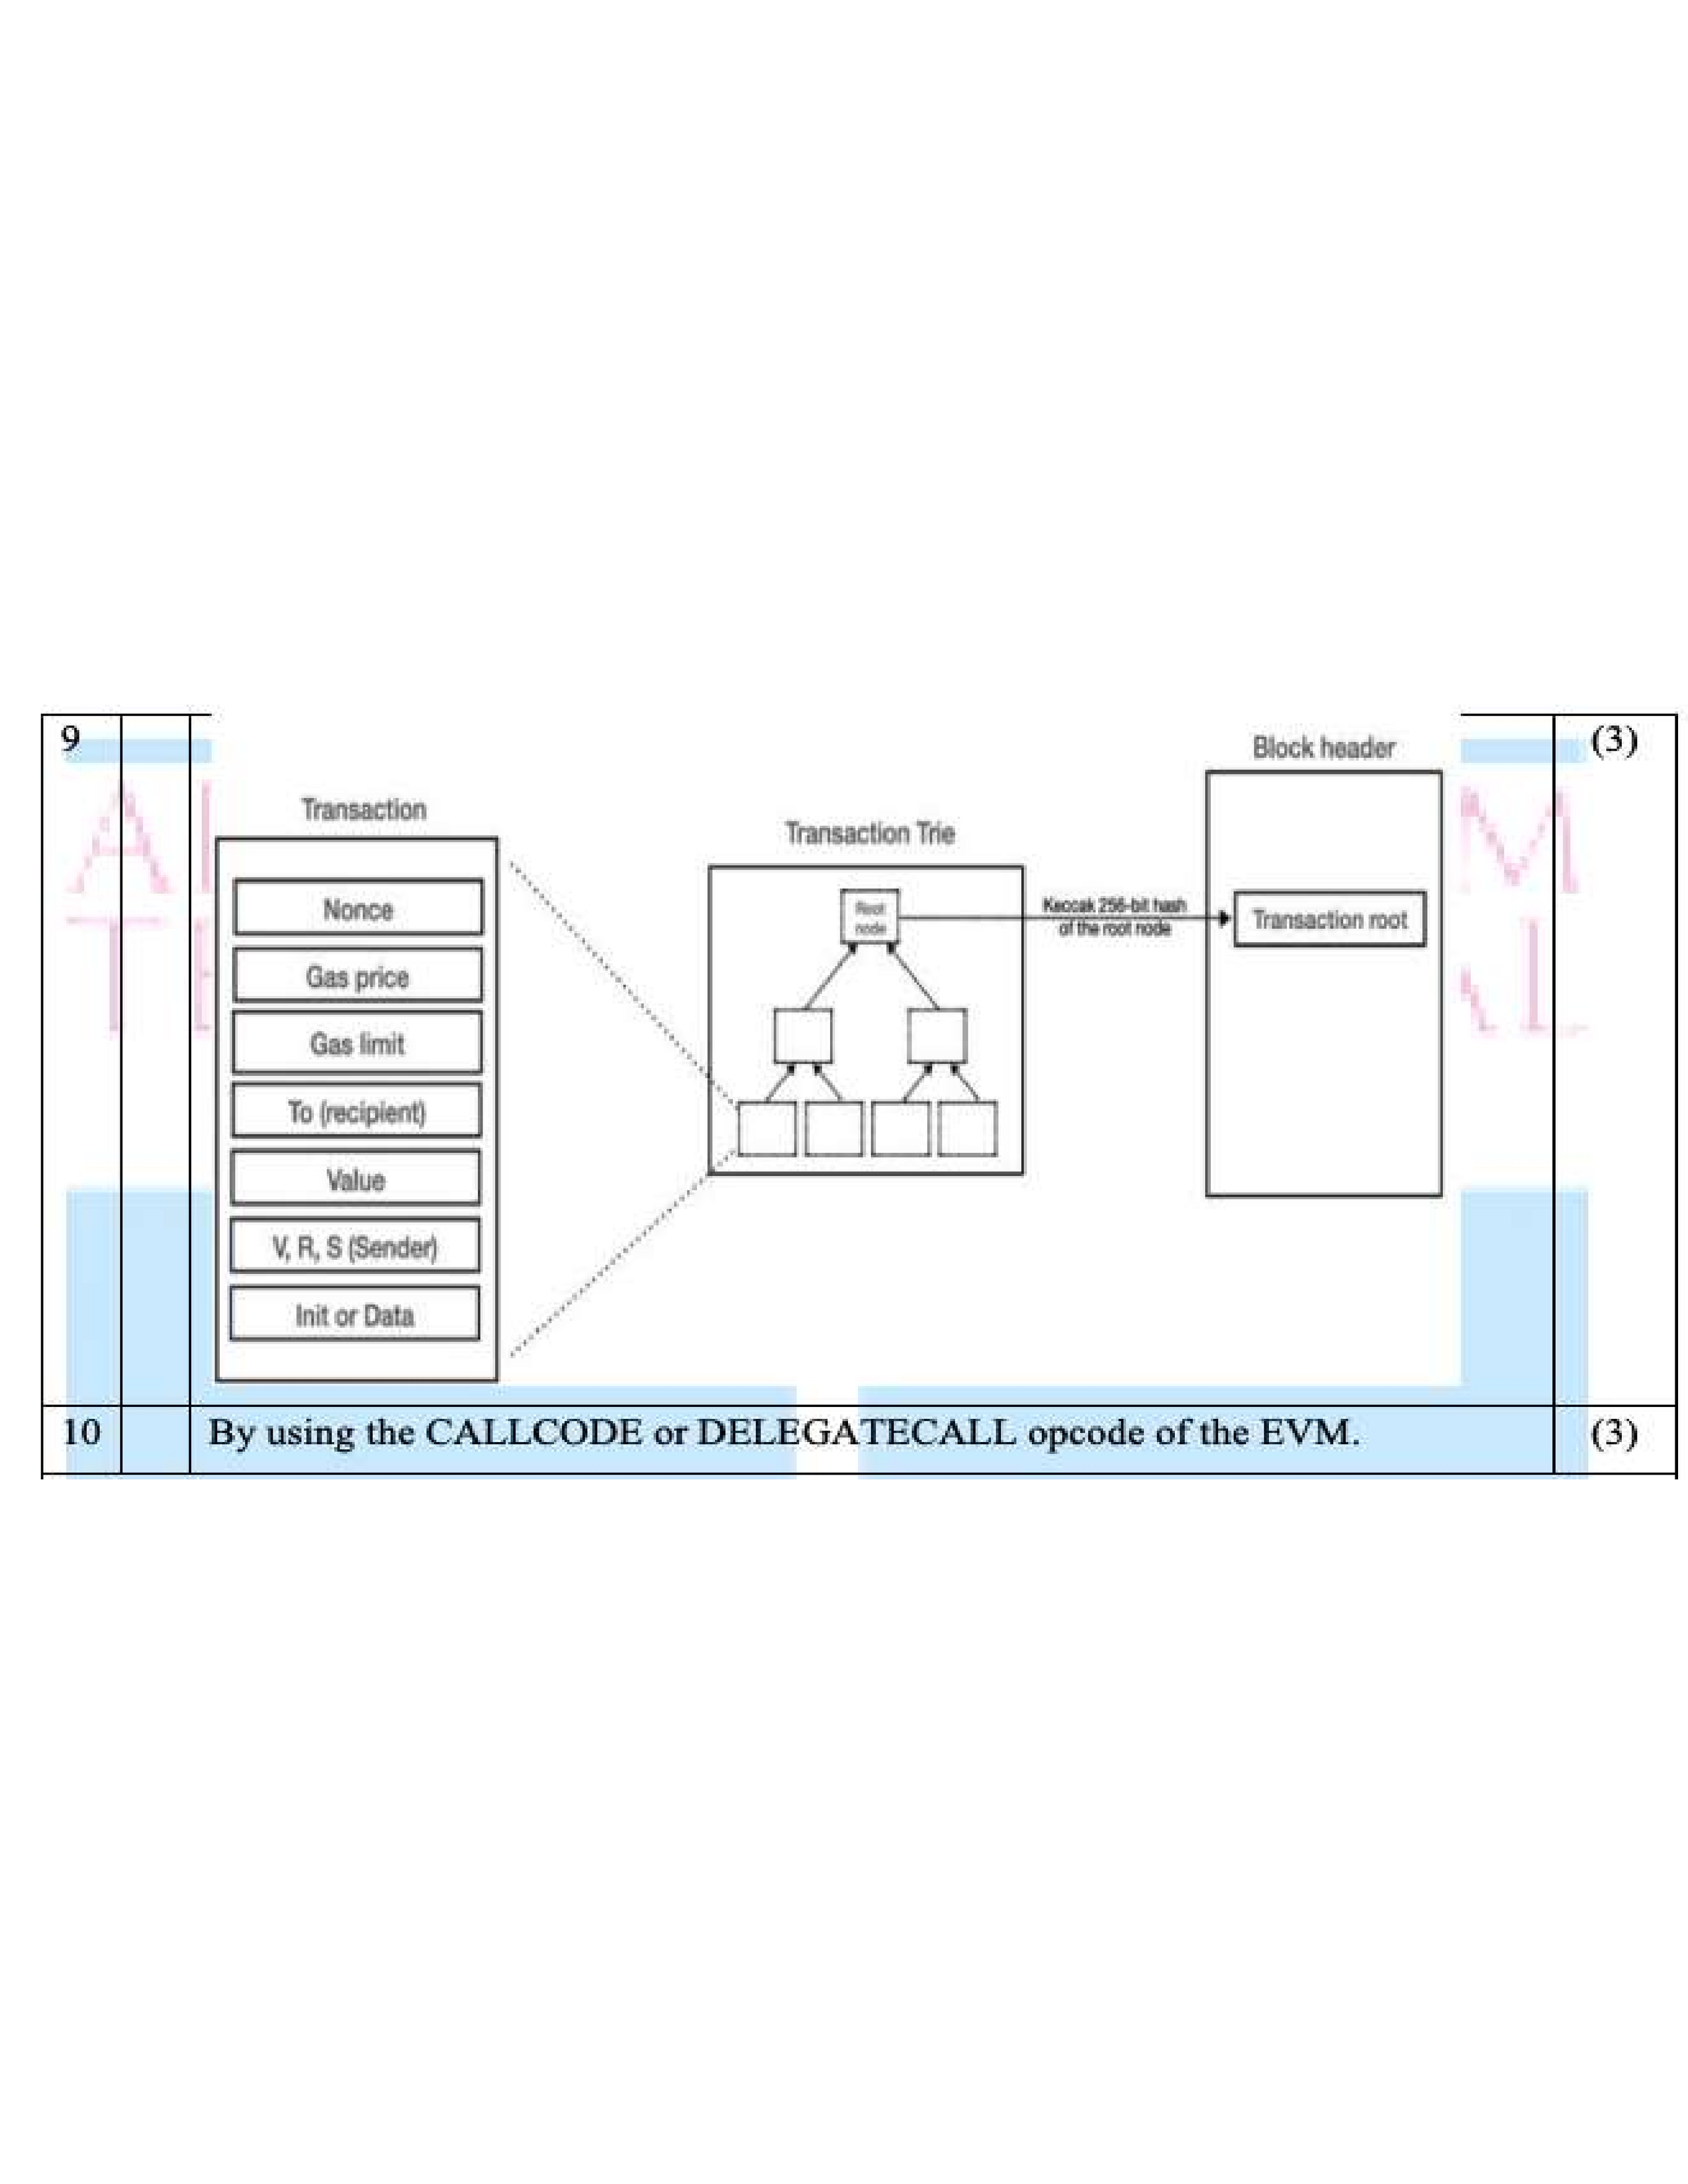 9
(3)
Block header
Transaction
Transaction Trie
Nonce
Root
node
Keccak 256-bit hash
of the root node
Transaction root
Gas price
Gas limit
To (recipient)
Value
V, R, S (Sender)
Init or Data
10
By using the CALLCODE or DELEGATECALL opcode of the EVM.
(3)